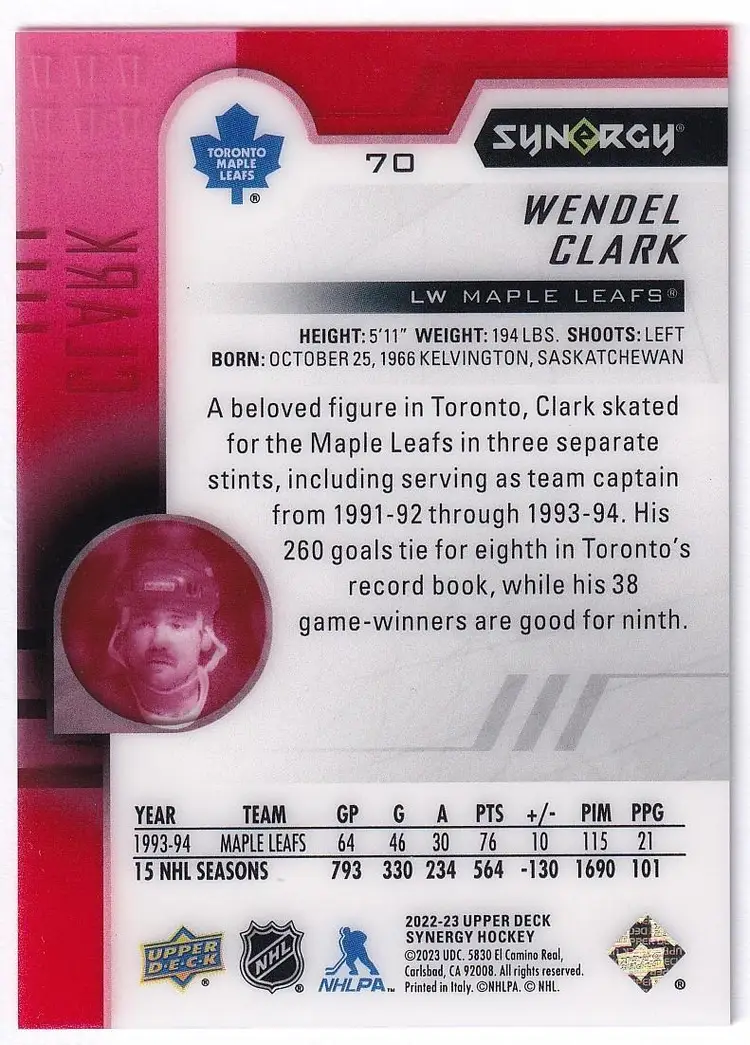 TORONTO
MAPLE
LEAFS
®
70
SYNERGY®
WENDEL
CLARK
LW MAPLE LEAFS®
HEIGHT: 5'11" WEIGHT: 194 LBS. SHOOTS: LEFT
BORN: OCTOBER 25, 1966 KELVINGTON, SASKATCHEWAN
CLARK
A beloved figure in Toronto, Clark skated
for the Maple Leafs in three separate
stints, including serving as team captain
from 1991-92 through 1993-94. His
260 goals tie for eighth in Toronto's
record book, while his 38
game-winners are good for ninth.
YEAR TEAM GP G A PTS +/- PIM PPG
1993-94 MAPLE LEAFS 64 46 30 76 10 115 21
15 NHL SEASONS 793 330 234 564 -130 1690 101
UPPER
D·E·C·K
®
NHL
®
NHLPA™
2022-23 UPPER DECK
SYNERGY HOCKEY
©2023 UDC. 5830 El Camino Real,
Carlsbad, CA 92008. All rights reserved.
Printed in Italy. ©NHLPA. © NHL.
®